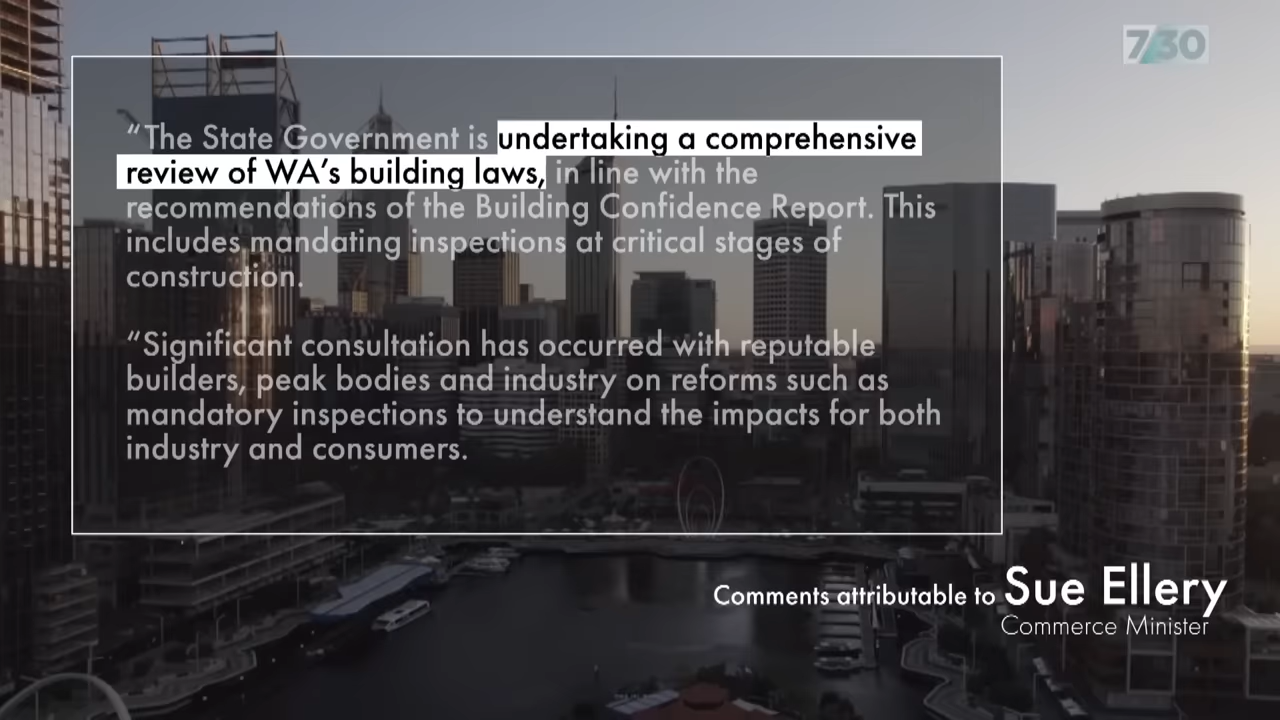 7/30
“The State Government is undertaking a comprehensive
review of WA’s building laws, in line with the
recommendations of the Building Confidence Report. This
includes mandating inspections at critical stages of
construction.
“Significant consultation has occurred with reputable
builders, peak bodies and industry on reforms such as
mandatory inspections to understand the impacts for both
industry and consumers.
Comments attributable to Sue Ellery
Commerce Minister